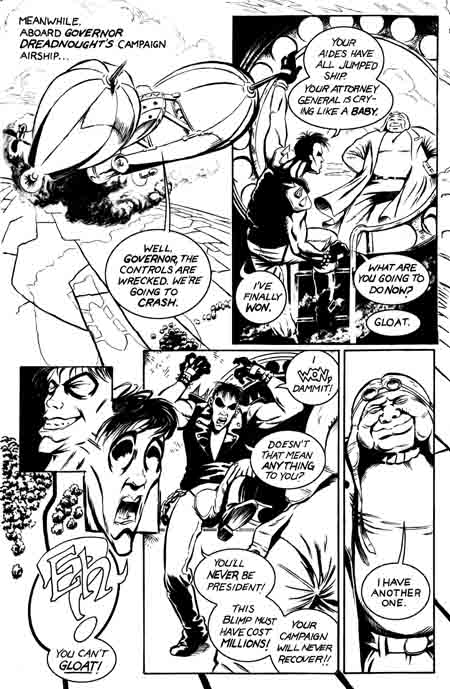 MEANWHILE.
ABOARD GOVERNOR
DREADNOUGHT'S CAMPAIGN
AIRSHIP...
WELL,
GOVERNOR, THE
CONTROLS ARE
WRECKED. WE'RE
GOING TO
CRASH.
YOUR
AIDES HAVE
ALL JUMPED
SHIP.
YOUR ATTORNEY
GENERAL IS CRY-
ING LIKE A BABY.
I'VE
FINALLY
WON.
WHAT ARE
YOU GOING TO
DO NOW?
GLOAT.
EH?!
YOU CAN'T
GLOAT!
I
WON,
DAMMIT!
DOESN'T
THAT MEAN
ANYTHING
TO YOU?
YOU'LL
NEVER BE
PRESIDENT!
THIS
BLIMP MUST
HAVE COST
MILLIONS!
YOUR
CAMPAIGN
WILL NEVER
RECOVER!!
I HAVE
ANOTHER
ONE.